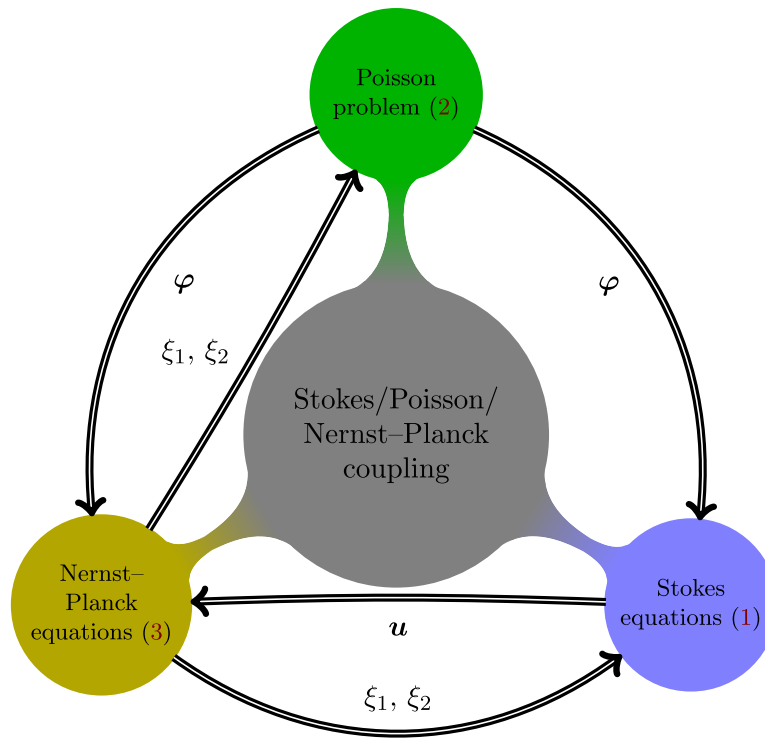 Poisson
problem (2)
φ
φ
ξ₁, ξ₂
Stokes/Poisson/
Nernst–Planck
coupling
Nernst–
Planck
equations (3)
Stokes
equations (1)
u
ξ₁, ξ₂